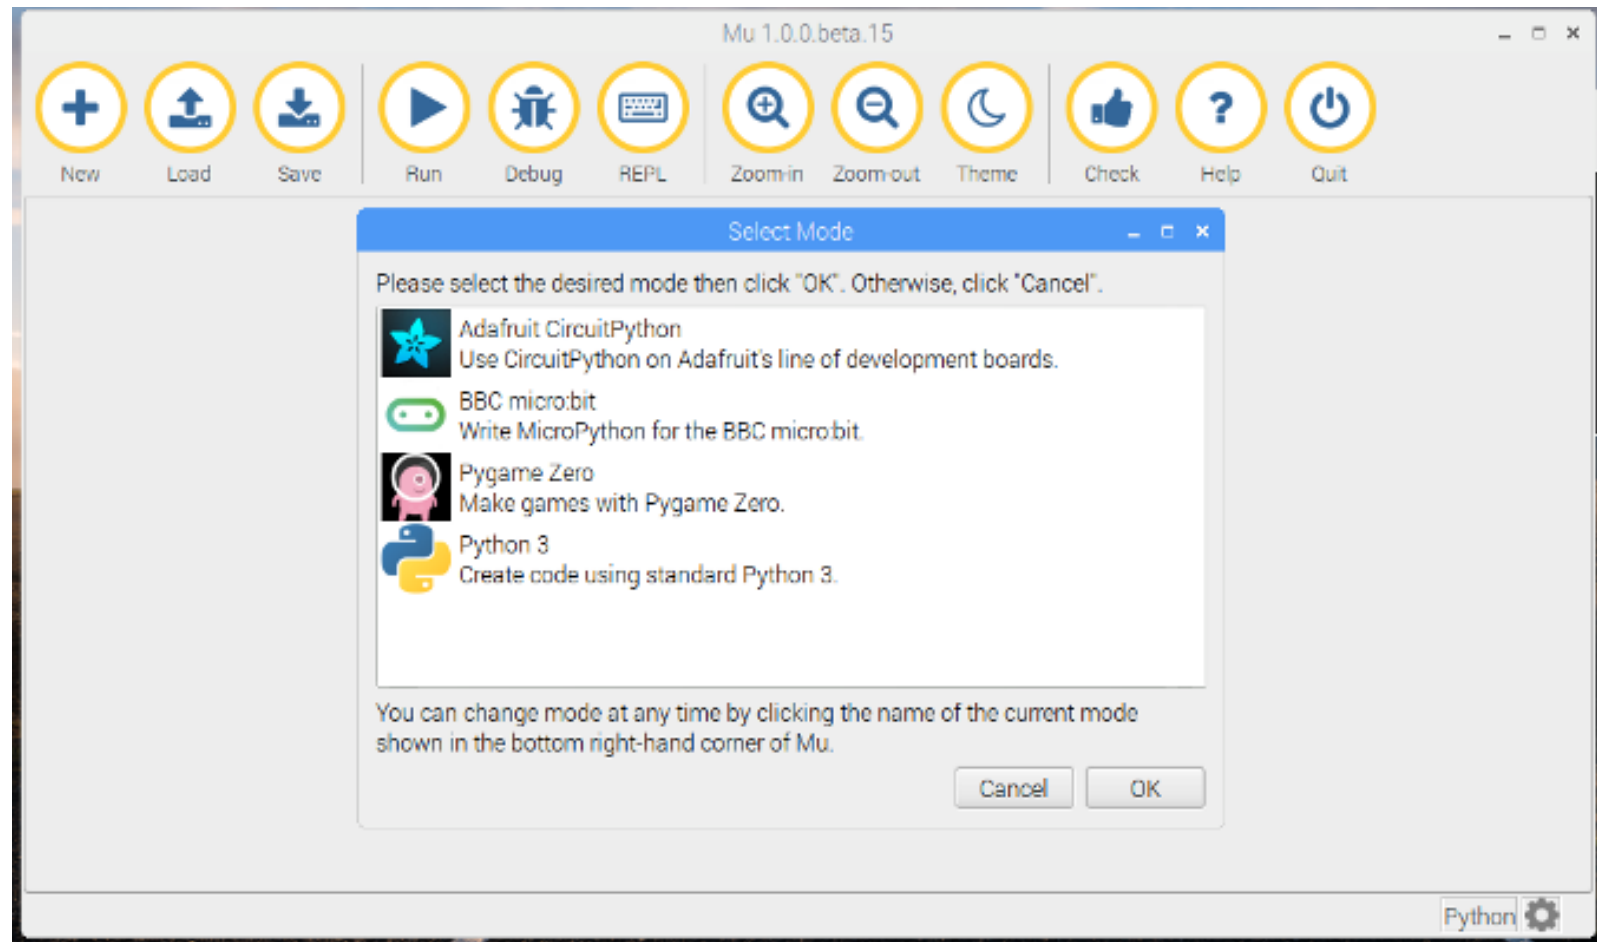 Mu 1.0.0.beta.15
New Load Save Run Debug REPL Zoom-in Zoom-out Theme Check Help Quit
Select Mode
Please select the desired mode then click "OK". Otherwise, click "Cancel".
Adafruit CircuitPython
Use CircuitPython on Adafruit's line of development boards.
BBC micro:bit
Write MicroPython for the BBC micro:bit.
Pygame Zero
Make games with Pygame Zero.
Python 3
Create code using standard Python 3.
You can change mode at any time by clicking the name of the current mode
shown in the bottom right-hand corner of Mu.
Cancel OK
Python